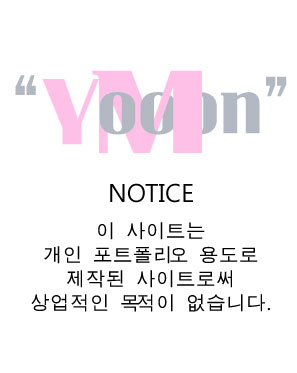 “YMooon”
NOTICE
이 사이트는
개인 포트폴리오 용도로
제작된 사이트로써
상업적인 목적이 없습니다.